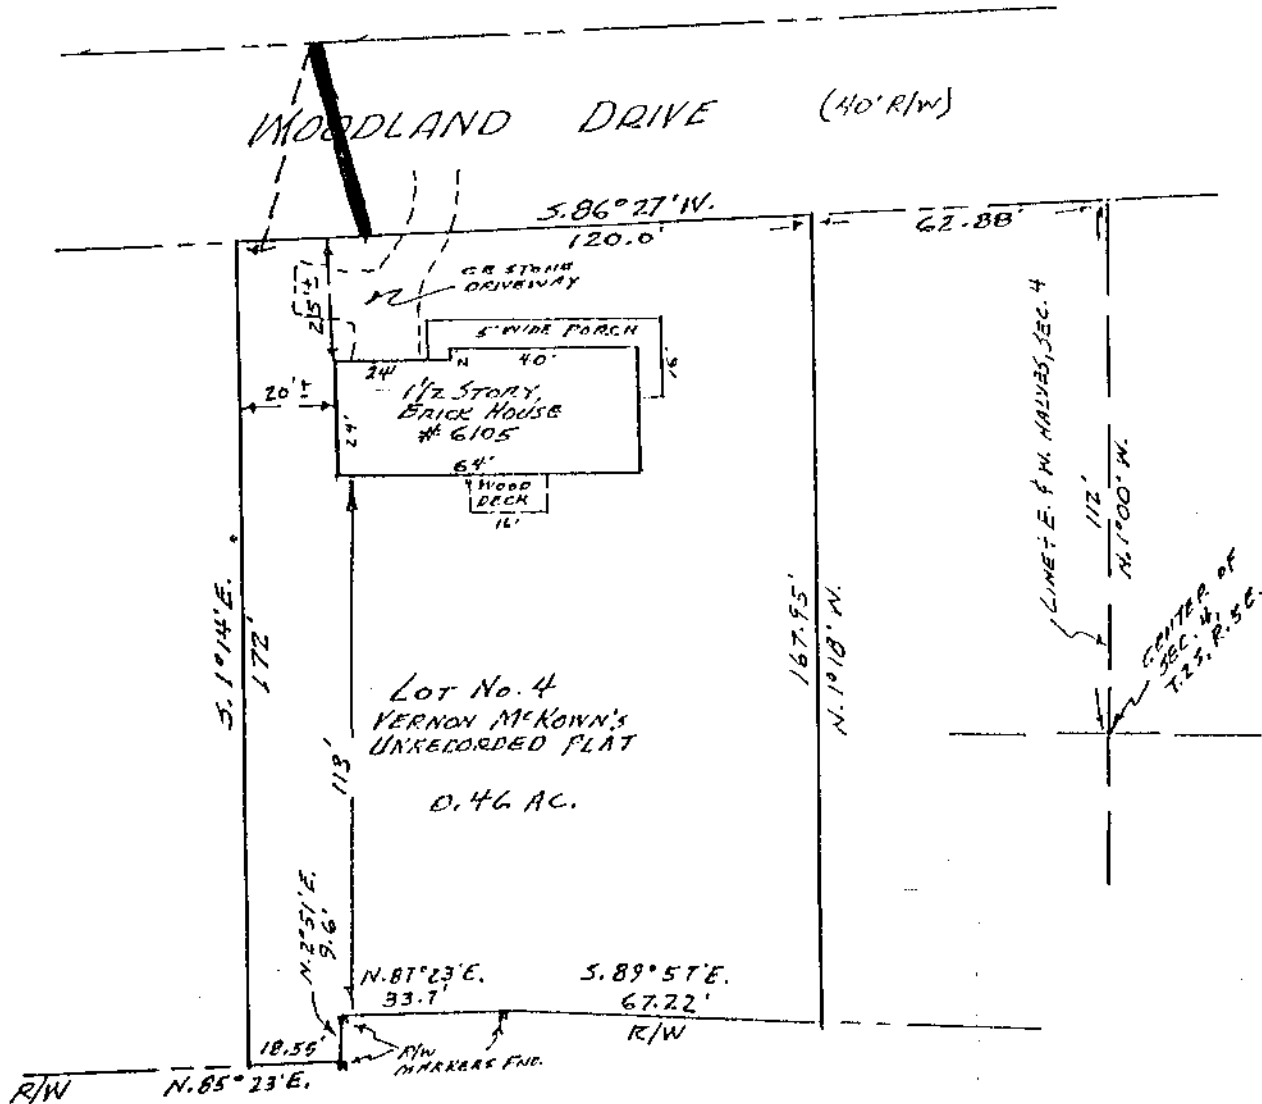 WOODLAND DRIVE (40' R/W)
S.86°27'W.
120.0'
62.88'
25'±
DRIVEWAY
5' WIDE PORCH
24'
40'
16'
20'±
1 1/2 STORY,
BRICK HOUSE
# 6105
24'
64'
WOOD
DECK
16'
LINE E. & W. HALVES, SEC. 4
112'
N.1°00'W.
CENTER OF
SEC. 4,
T.2S, R.5E.
S.1°14'E.
172'
167.95'
N.1°18'W.
LOT NO. 4
VERNON McKOWN'S
UNRECORDED PLAT
0.46 AC.
113'
N.2°51'E.
9.6'
N.87°23'E.
33.7'
S.89°57'E.
67.22'
R/W
18.55'
R/W
MARKERS FND.
R/W
N.85°23'E.